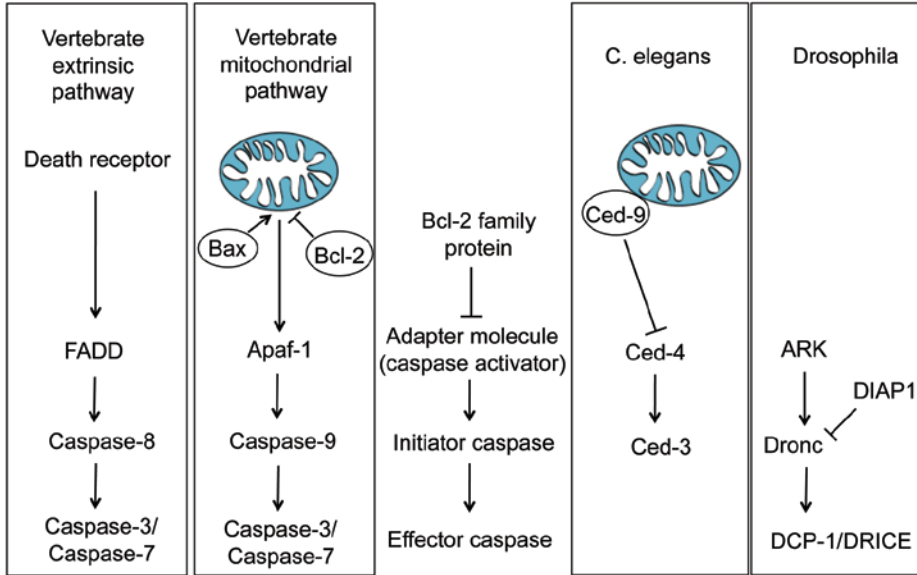 Vertebrate
extrinsic
pathway
Death receptor
FADD
Caspase-8
Caspase-3/
Caspase-7
Vertebrate
mitochondrial
pathway
Bax
Bcl-2
Apaf-1
Caspase-9
Caspase-3/
Caspase-7
Bcl-2 family
protein
Adapter molecule
(caspase activator)
Initiator caspase
Effector caspase
C. elegans
Ced-9
Ced-4
Ced-3
Drosophila
ARK
DIAP1
Dronc
DCP-1/DRICE